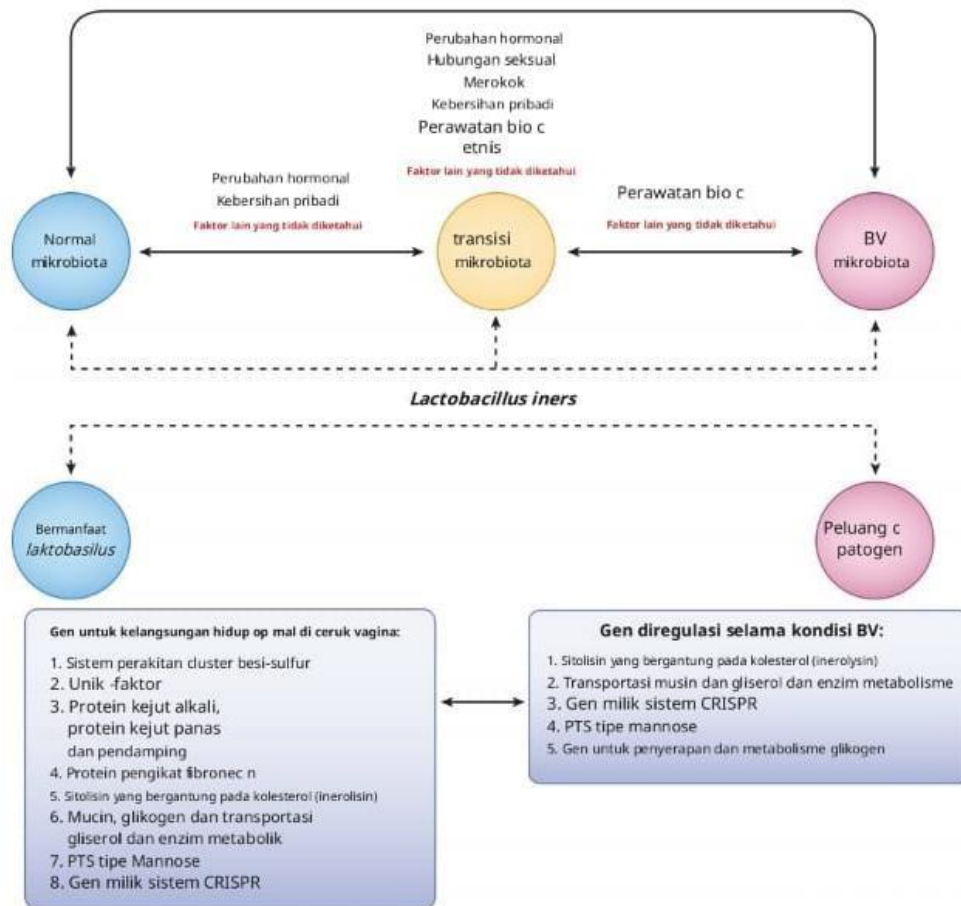 Perubahan hormonal
Hubungan seksual
Merokok
Kebersihan pribadi
Perawatan bio c
etnis
Faktor lain yang tidak diketahui
Perubahan hormonal
Kebersihan pribadi
Faktor lain yang tidak diketahui
Perawatan bio c
Faktor lain yang tidak diketahui
Normal
mikrobiota
transisi
mikrobiota
BV
mikrobiota
Lactobacillus iners
Bermanfaat
laktobasilus
Peluang c
patogen
Gen untuk kelangsungan hidup op mal di ceruk vagina:
1. Sistem perakitan cluster besi-sulfur
2. Unik -faktor
3. Protein kejut alkali,
protein kejut panas
dan pendamping
4. Protein pengikat fibronec n
5. Sitolisin yang bergantung pada kolesterol (inerolisin)
6. Mucin, glikogen dan transportasi
gliserol dan enzim metabolik
7. PTS tipe Mannose
8. Gen milik sistem CRISPR
Gen diregulasi selama kondisi BV:
1. Sitolisin yang bergantung pada kolesterol (inerolysin)
2. Transportasi musin dan gliserol dan enzim metabolisme
3. Gen milik sistem CRISPR
4. PTS tipe mannose
5. Gen untuk penyerapan dan metabolisme glikogen